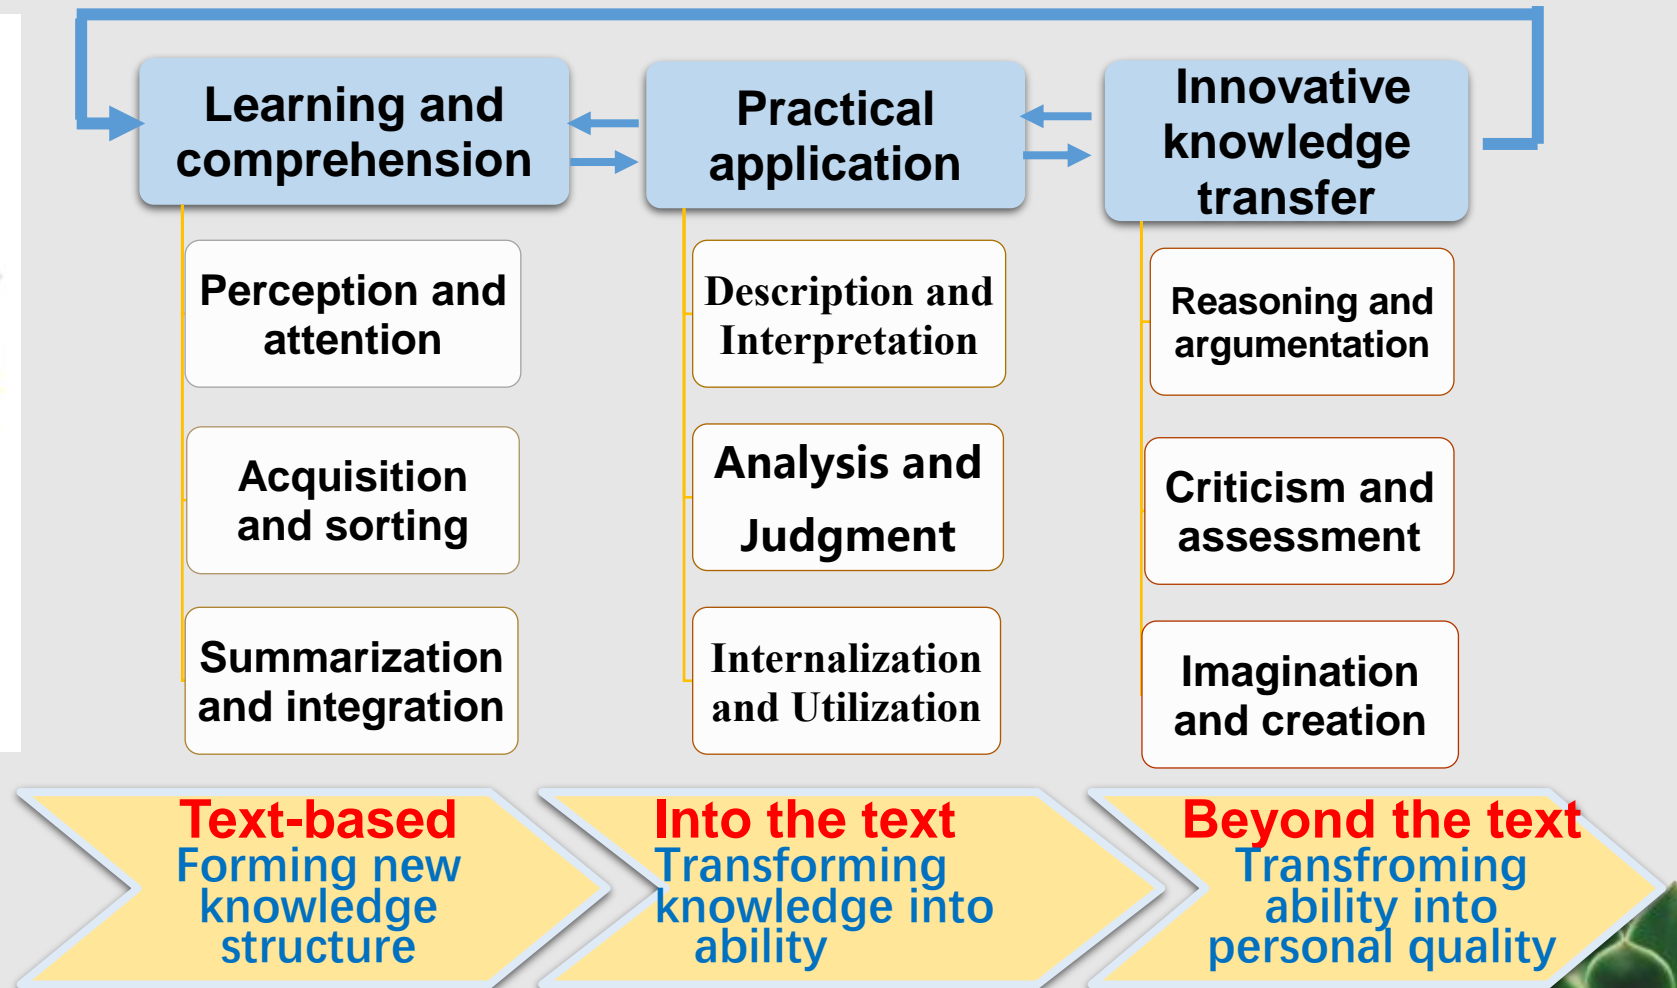 Learning and
comprehension
Practical
application
Innovative
knowledge
transfer
Perception and
attention
Acquisition
and sorting
Summarization
and integration
Description and
Interpretation
Analysis and
Judgment
Internalization
and Utilization
Reasoning and
argumentation
Criticism and
assessment
Imagination
and creation
Text-based
Forming new
knowledge
structure
Into the text
Transforming
knowledge into
ability
Beyond the text
Transfroming
ability into
personal quality